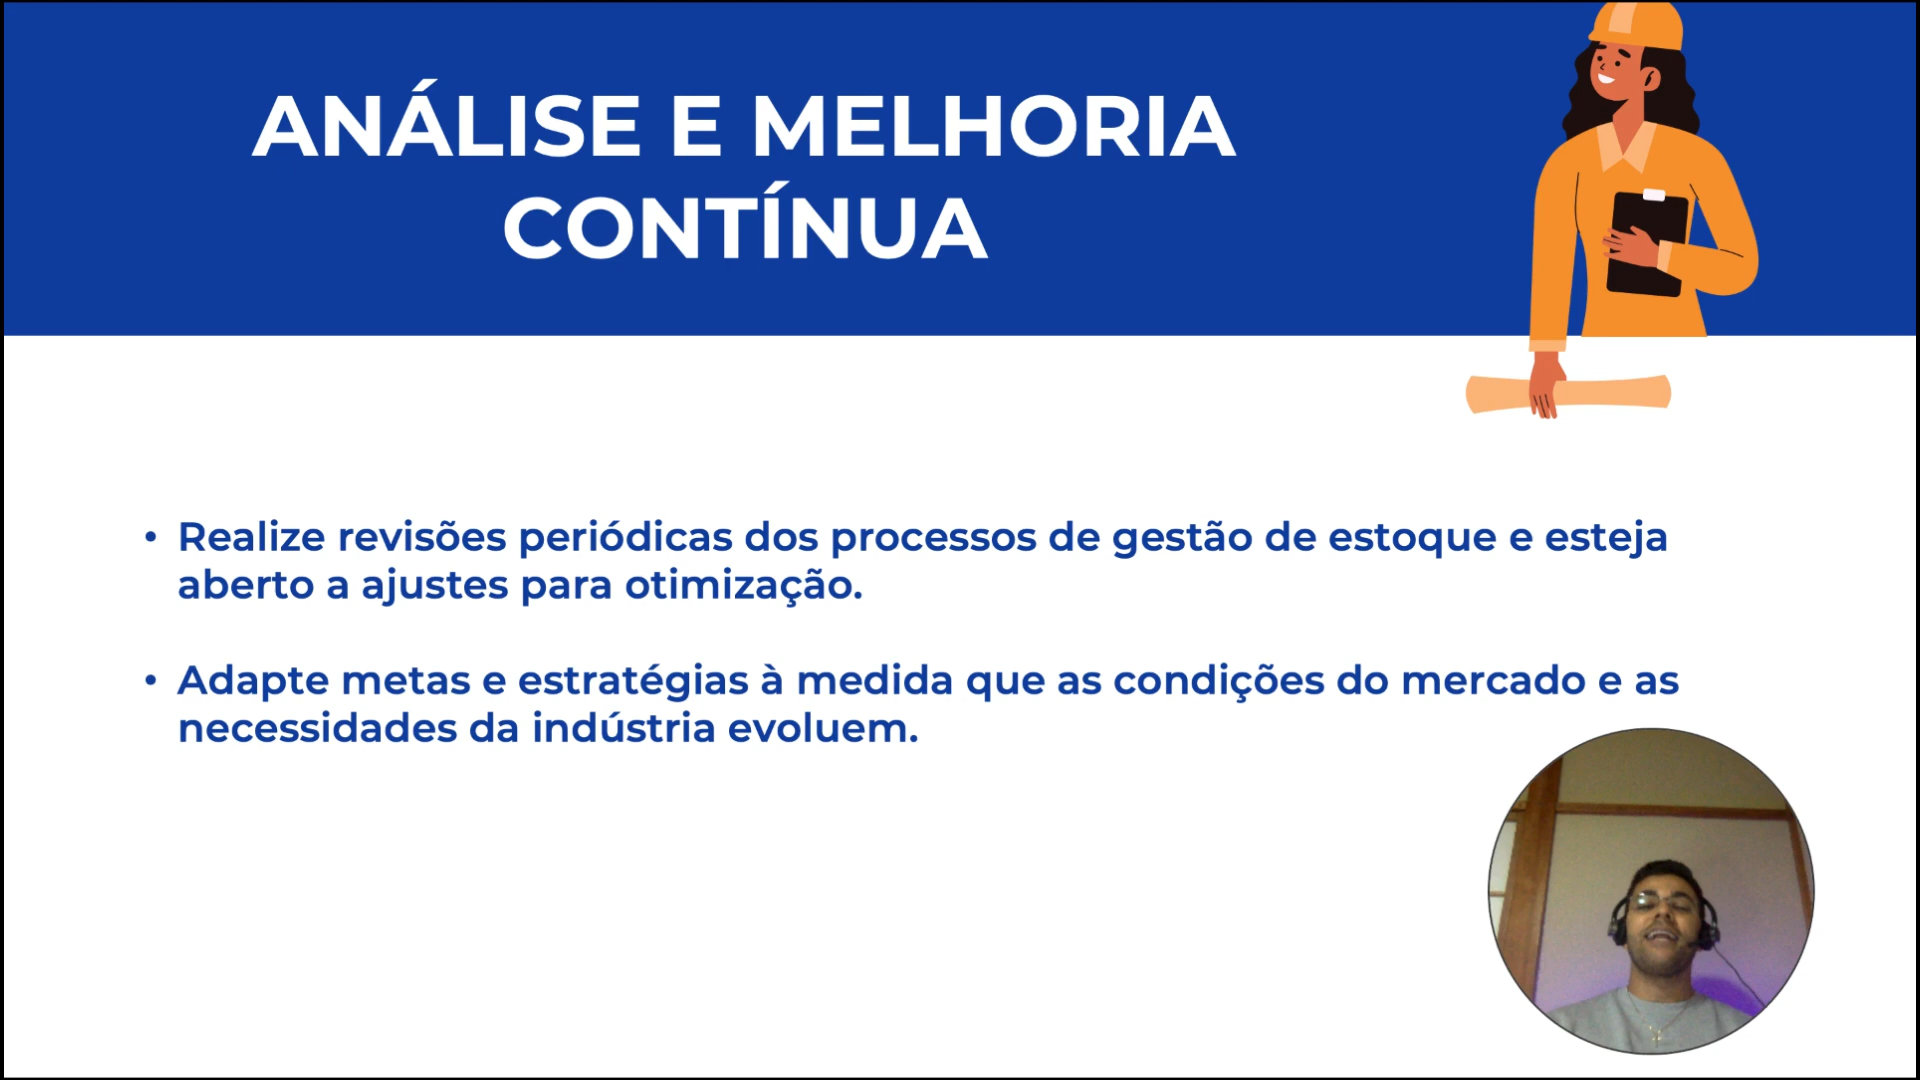 ANÁLISE E MELHORIA
CONTÍNUA
• Realize revisões periódicas dos processos de gestão de estoque e esteja
aberto a ajustes para otimização.
• Adapte metas e estratégias à medida que as condições do mercado e as
necessidades da indústria evoluem.